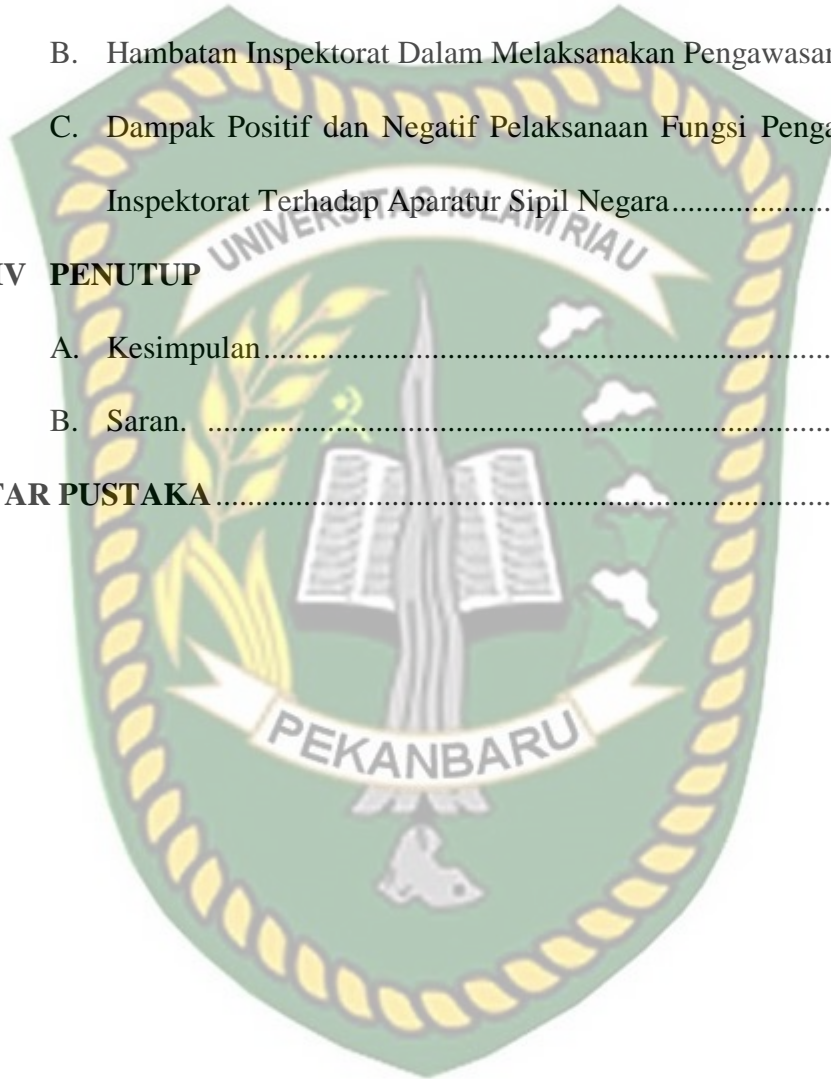 B. Hambatan Inspektorat Dalam Melaksanakan Pengawasan
C. Dampak Positif dan Negatif Pelaksanaan Fungsi
Inspektorat Terhadap Aparatur Sipil Negara....................
UNIVERSITAS ISLAM RIAU
IV PENUTUP
A. Kesimpulan....................................................................
B. Saran. ...........................................................................
TAR PUSTAKA..........................................................................
PEKANBARU